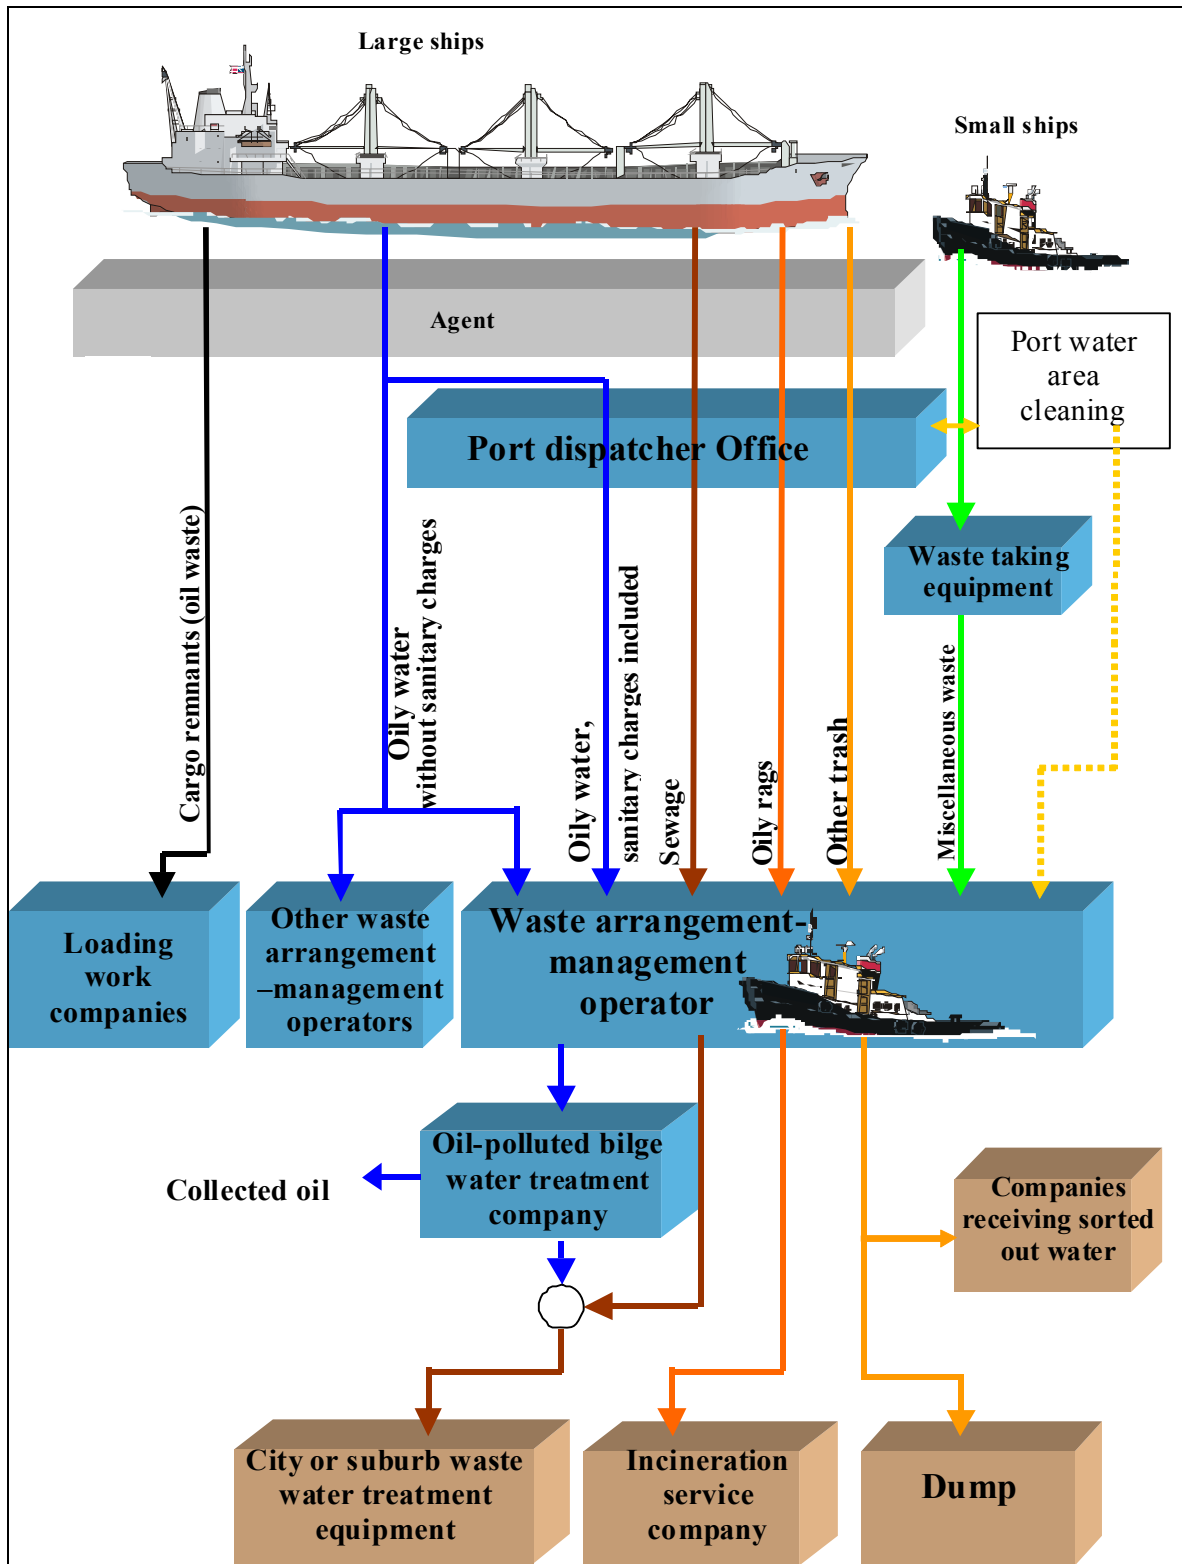 Large ships
Small ships
Agent
Port water
area
cleaning
Port dispatcher Office
Waste taking
equipment
Cargo remnants (oil waste)
Oily water
without sanitary charges
Oily water,
sanitary charges included
Sewage
Oily rags
Other trash
Miscellaneous waste
Loading
work
companies
Other waste
arrangement
–management
operators
Waste arrangement-
management
operator
Oil-polluted bilge
water treatment
company
Collected oil
Companies
receiving sorted
out water
City or suburb waste
water treatment
equipment
Incineration
service
company
Dump